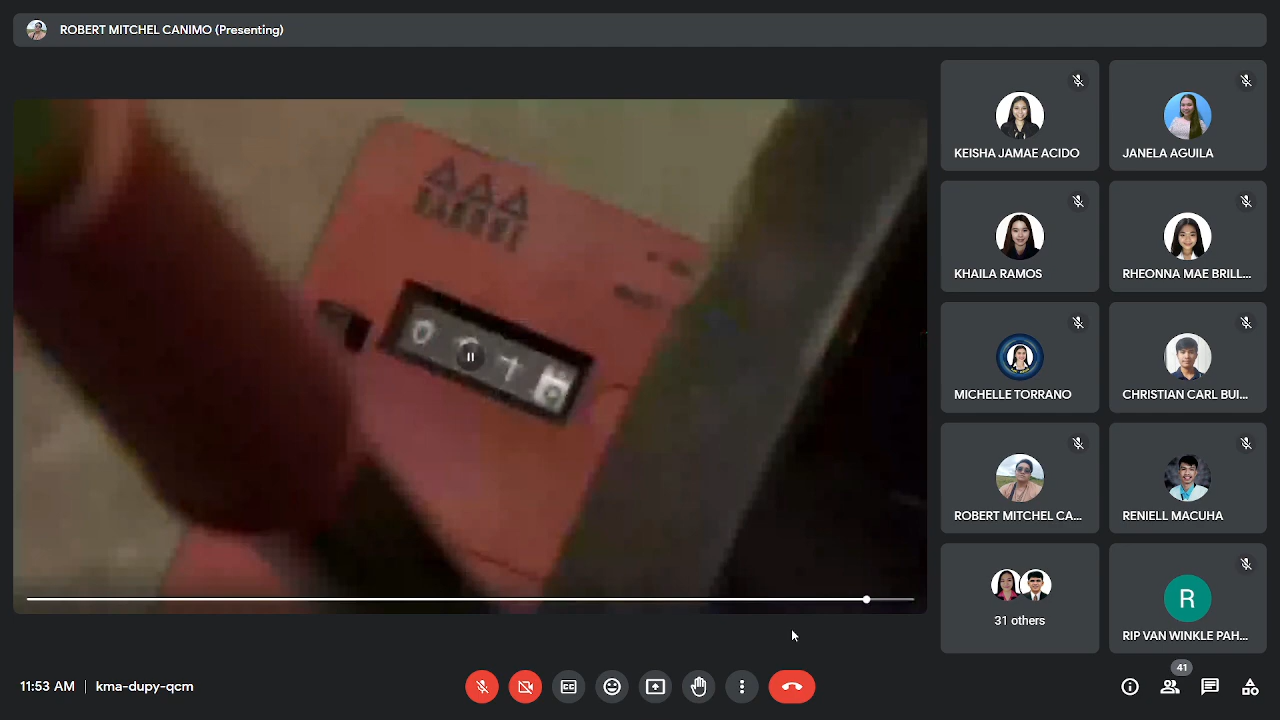 ROBERT MITCHEL CANIMO (Presenting)
KEISHA JAMAE ACIDO
JANELA AGUILA
KHAILA RAMOS
RHEONNA MAE BRILL...
MICHELLE TORRANO
CHRISTIAN CARL BUI...
ROBERT MITCHEL CA...
RENIELL MACUHA
31 others
R
RIP VAN WINKLE PAH...
11:53 AM | kma-dupy-qcm
41